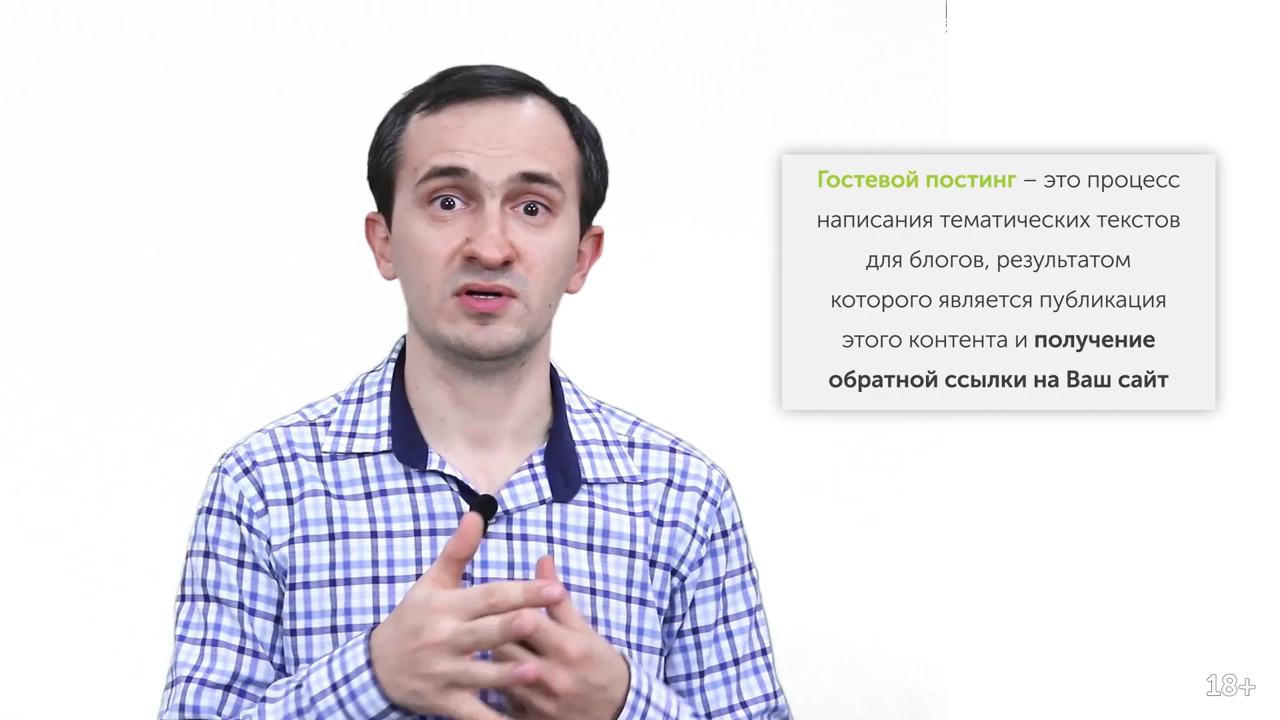 Гостевой постинг – это процесс
написания тематических текстов
для блогов, результатом
которого является публикация
этого контента и получение
обратной ссылки на Ваш сайт
18+